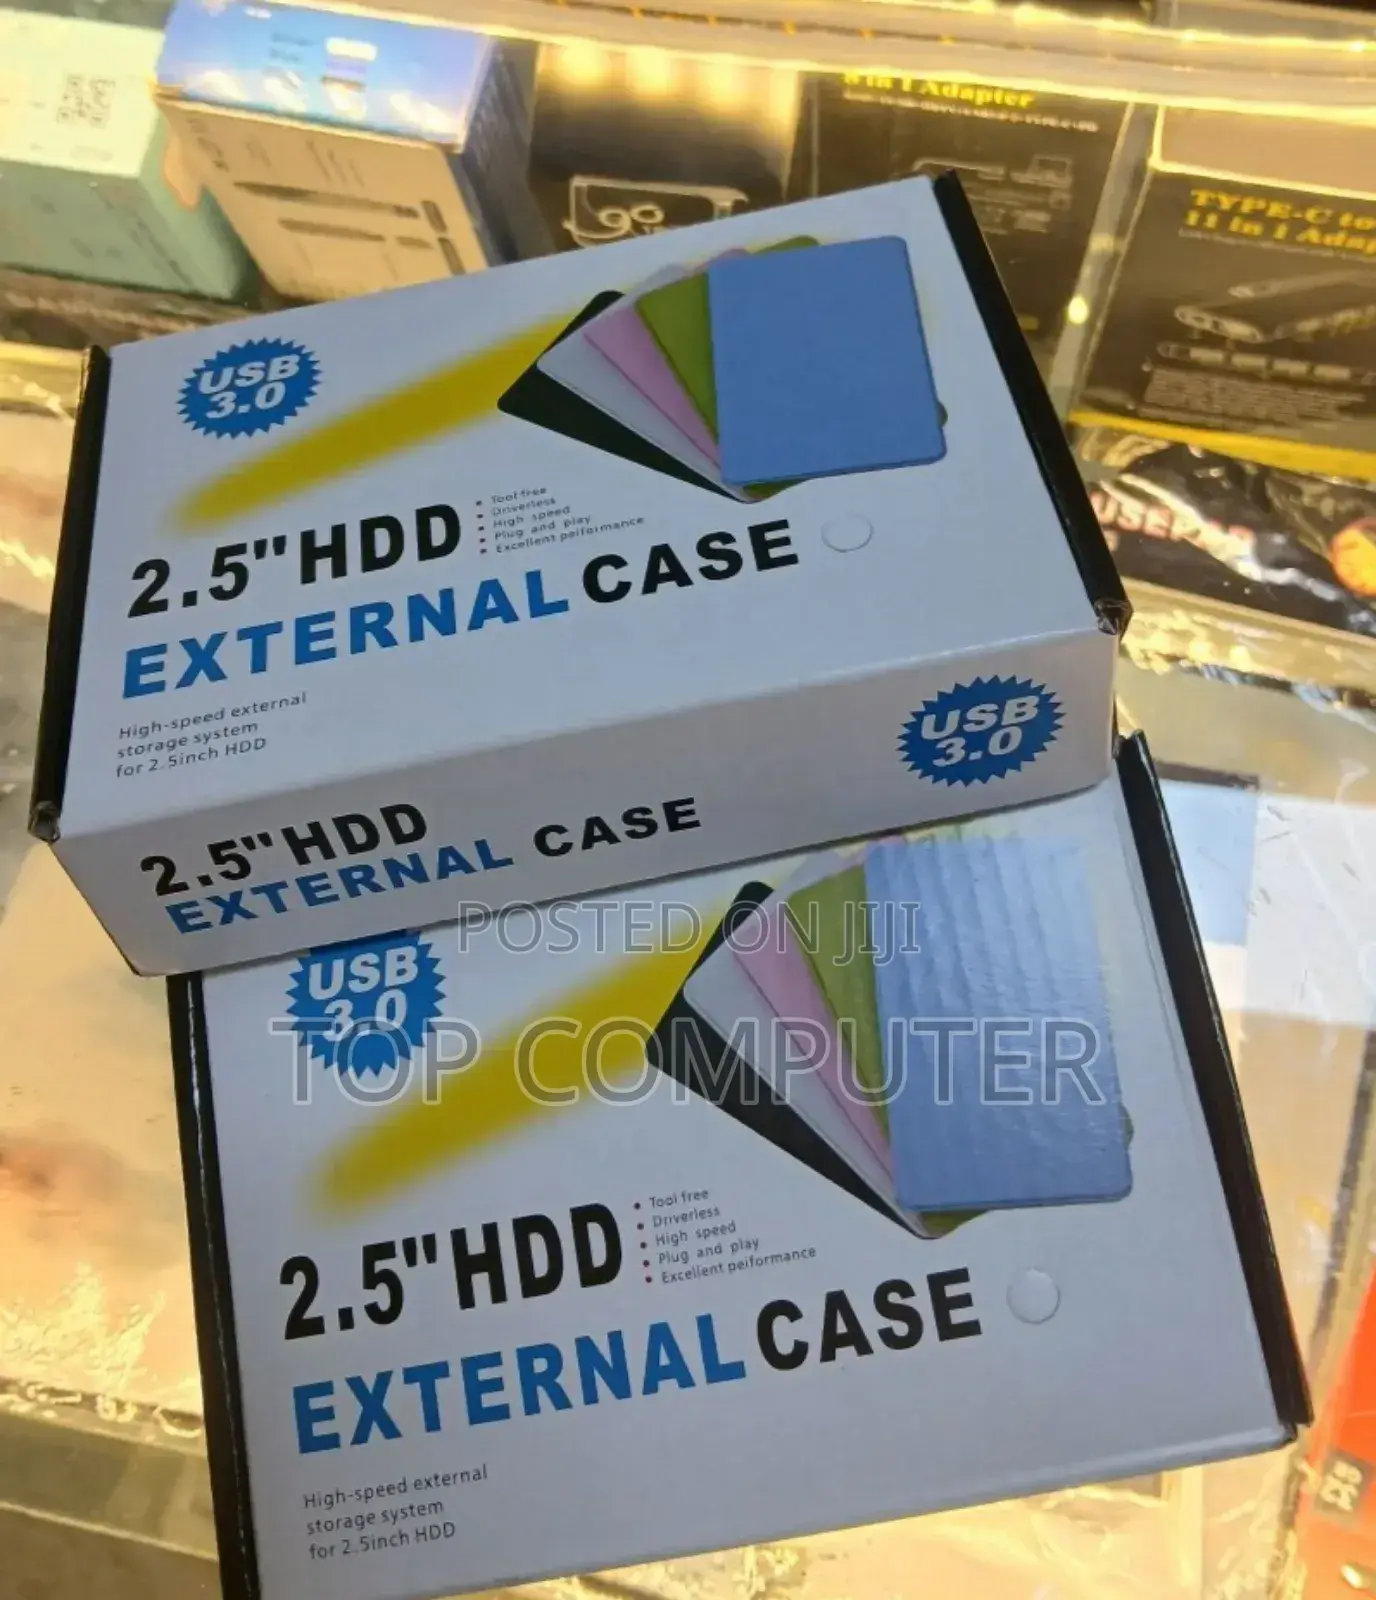 8 in 1 Adapter
TYPE-C to
11 in 1 Adap
USB
3.0
2.5"HDD
• Tool free
• Driverless
• High speed
• Plug and play
• Excellent peiformance
EXTERNAL CASE
High-speed external
storage system
for 2.5inch HDD
2.5"HDD
EXTERNAL CASE
USB
3.0
POSTED ON JIJI
TOP COMPUTER
USB
3.0
2.5"HDD
• Tool free
• Driverless
• High speed
• Plug and play
• Excellent peiformance
EXTERNAL CASE
High-speed external
storage system
for 2.5inch HDD